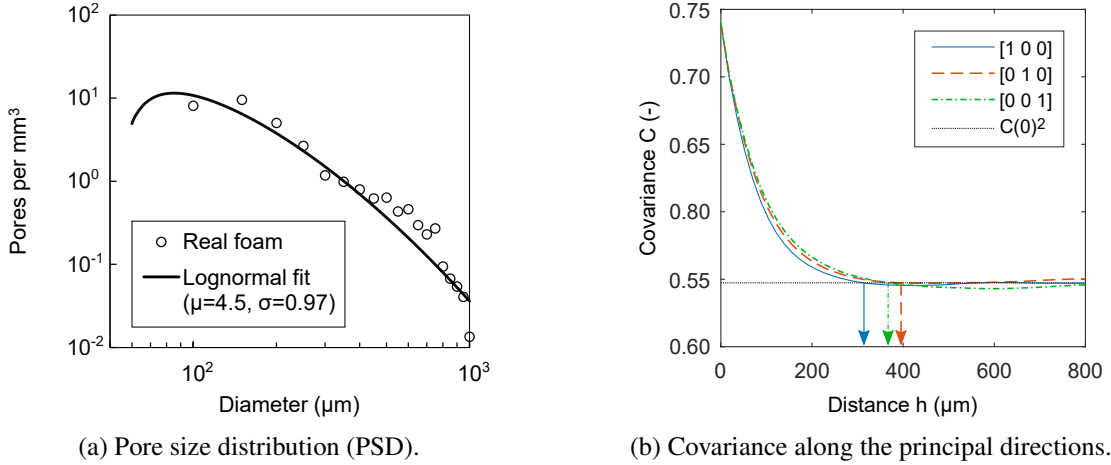 10²
10¹
10⁰
10⁻¹
10⁻²
Pores per mm³
Real foam
Lognormal fit
(μ=4.5, σ=0.97)
10²
10³
Diameter (μm)
(a) Pore size distribution (PSD).
0.75
0.70
0.65
0.80
0.55
0.60
Covariance C (-)
[1 0 0]
[0 1 0]
[0 0 1]
C(0)²
0
200
400
600
800
Distance h (μm)
(b) Covariance along the principal directions.